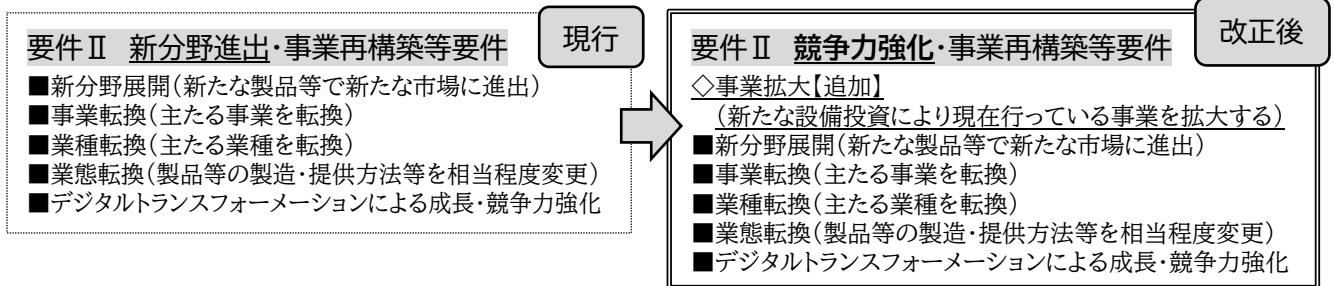 現行
要件Ⅱ 新分野進出・事業再構築等要件
■新分野展開(新たな製品等で新たな市場に進出)
■事業転換(主たる事業を転換)
■業種転換(主たる業種を転換)
■業態転換(製品等の製造・提供方法等を相当程度変更)
■デジタルトランスフォーメーションによる成長・競争力強化
改正後
要件Ⅱ 競争力強化・事業再構築等要件
◇事業拡大【追加】
(新たな設備投資により現在行っている事業を拡大する)
■新分野展開(新たな製品等で新たな市場に進出)
■事業転換(主たる事業を転換)
■業種転換(主たる業種を転換)
■業態転換(製品等の製造・提供方法等を相当程度変更)
■デジタルトランスフォーメーションによる成長・競争力強化